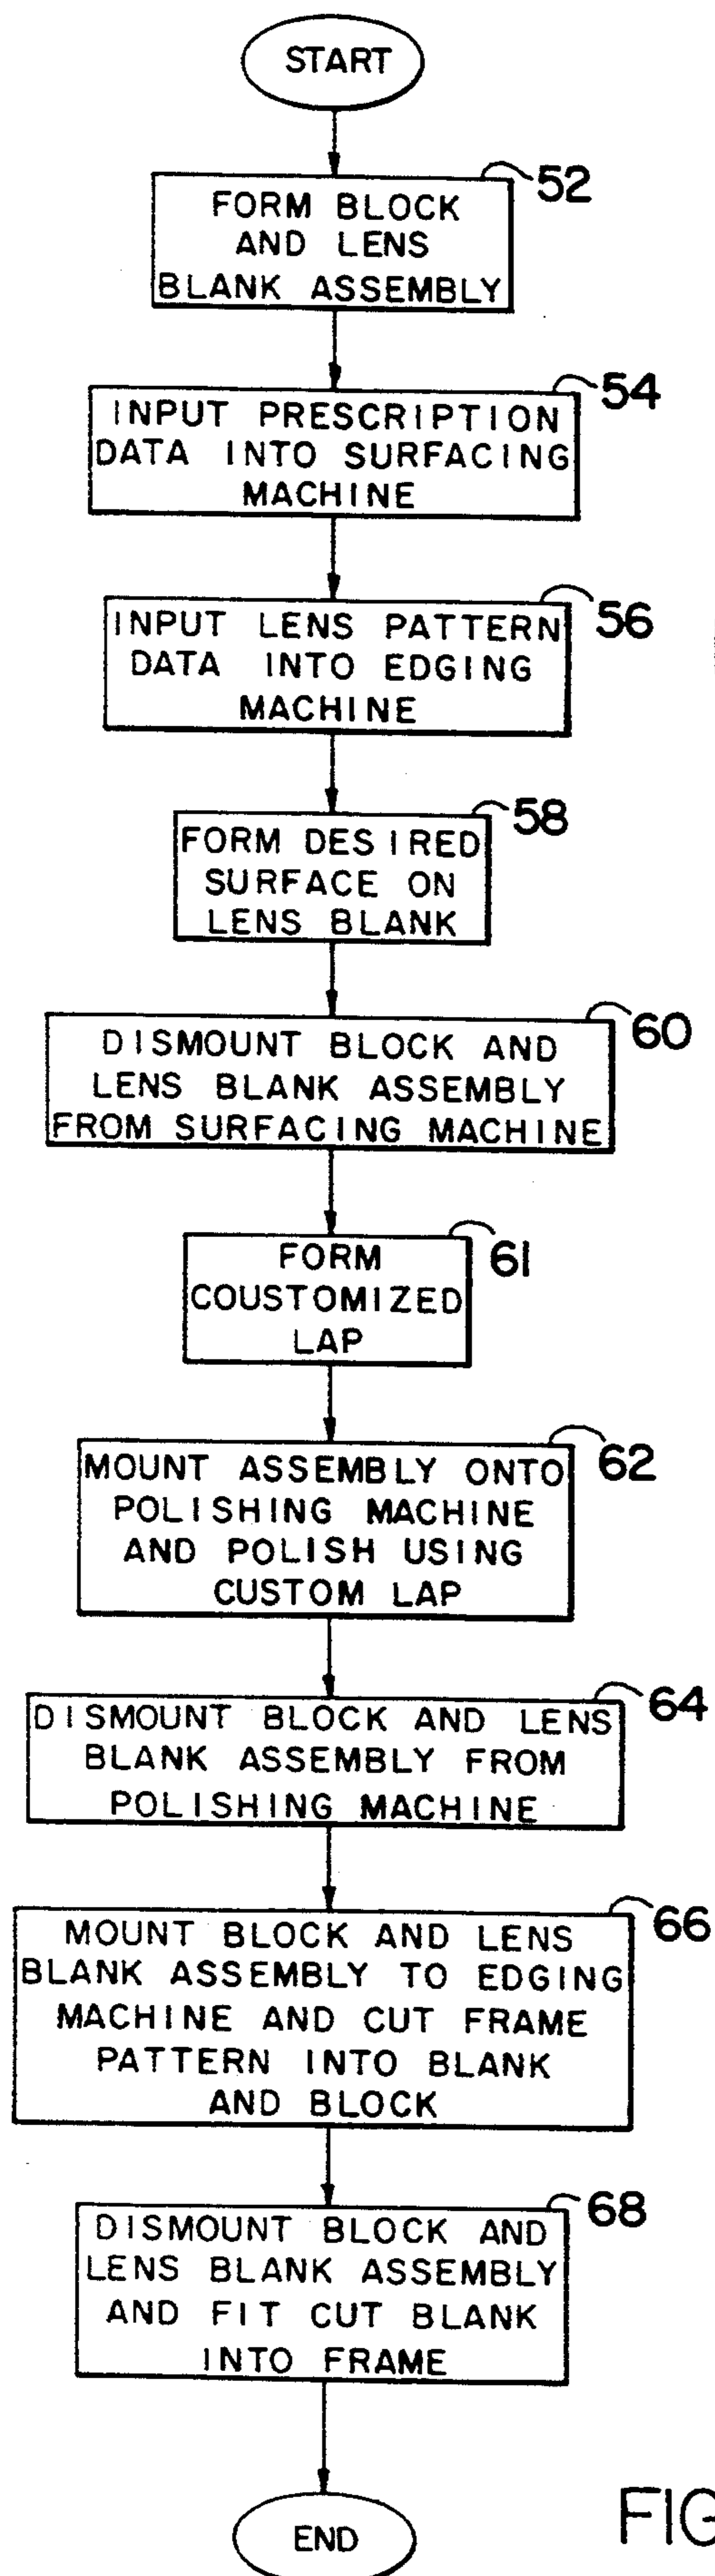 START
52
FORM BLOCK
AND LENS
BLANK ASSEMBLY
54
INPUT PRESCRIPTION
DATA INTO SURFACING
MACHINE
56
INPUT LENS PATTERN
DATA INTO EDGING
MACHINE
58
FORM DESIRED
SURFACE ON
LENS BLANK
60
DISMOUNT BLOCK AND
LENS BLANK ASSEMBLY
FROM SURFACING MACHINE
61
FORM
COUSTOMIZED
LAP
62
MOUNT ASSEMBLY ONTO
POLISHING MACHINE
AND POLISH USING
CUSTOM LAP
64
DISMOUNT BLOCK AND LENS
BLANK ASSEMBLY FROM
POLISHING MACHINE
66
MOUNT BLOCK AND LENS
BLANK ASSEMBLY TO EDGING
MACHINE AND CUT FRAME
PATTERN INTO BLANK
AND BLOCK
68
DISMOUNT BLOCK AND
LENS BLANK ASSEMBLY
AND FIT CUT BLANK
INTO FRAME
END
FIG